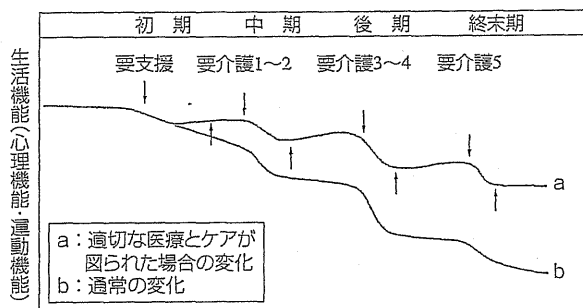 初 期 中 期 後 期 終末期
要支援 要介護1～2 要介護3～4 要介護5
生活機能(心理機能・運動機能)
a
b
a：適切な医療とケアが
図られた場合の変化
b：通常の変化